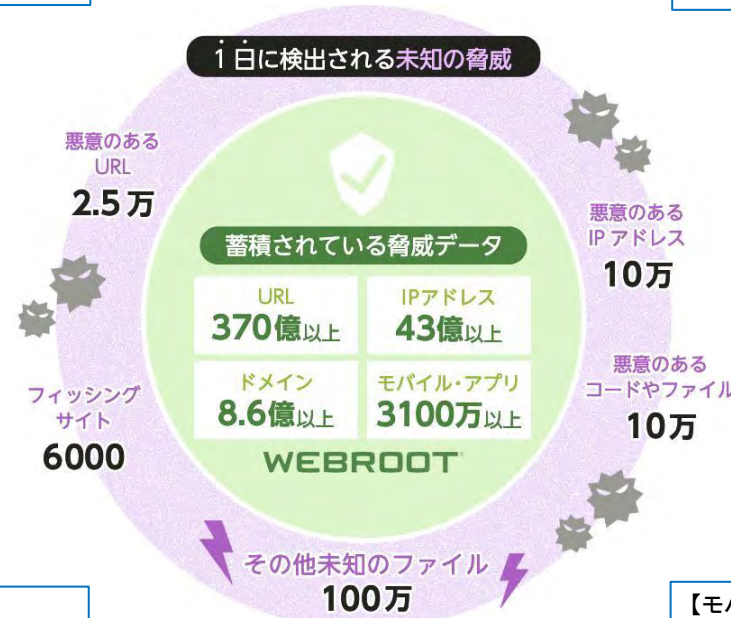 1日に検出される未知の脅威
悪意のある
URL
2.5万
悪意のある
IPアドレス
10万
蓄積されている脅威データ
URL
370億以上
IPアドレス
43億以上
ドメイン
8.6億以上
モバイル・アプリ
3100万以上
WEBROOT
フィッシング
サイト
6000
悪意のある
コードやファイル
10万
その他未知のファイル
100万
【モバ